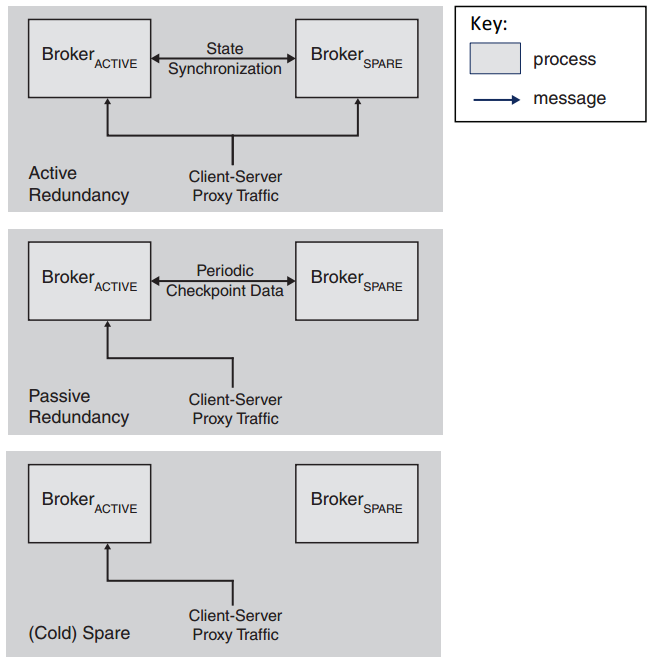 Broker ACTIVE
State
Synchronization
Broker SPARE
Active
Redundancy
Client-Server
Proxy Traffic
Key:
process
message
Broker ACTIVE
Periodic
Checkpoint Data
Broker SPARE
Passive
Redundancy
Client-Server
Proxy Traffic
Broker ACTIVE
Broker SPARE
(Cold) Spare
Client-Server
Proxy Traffic